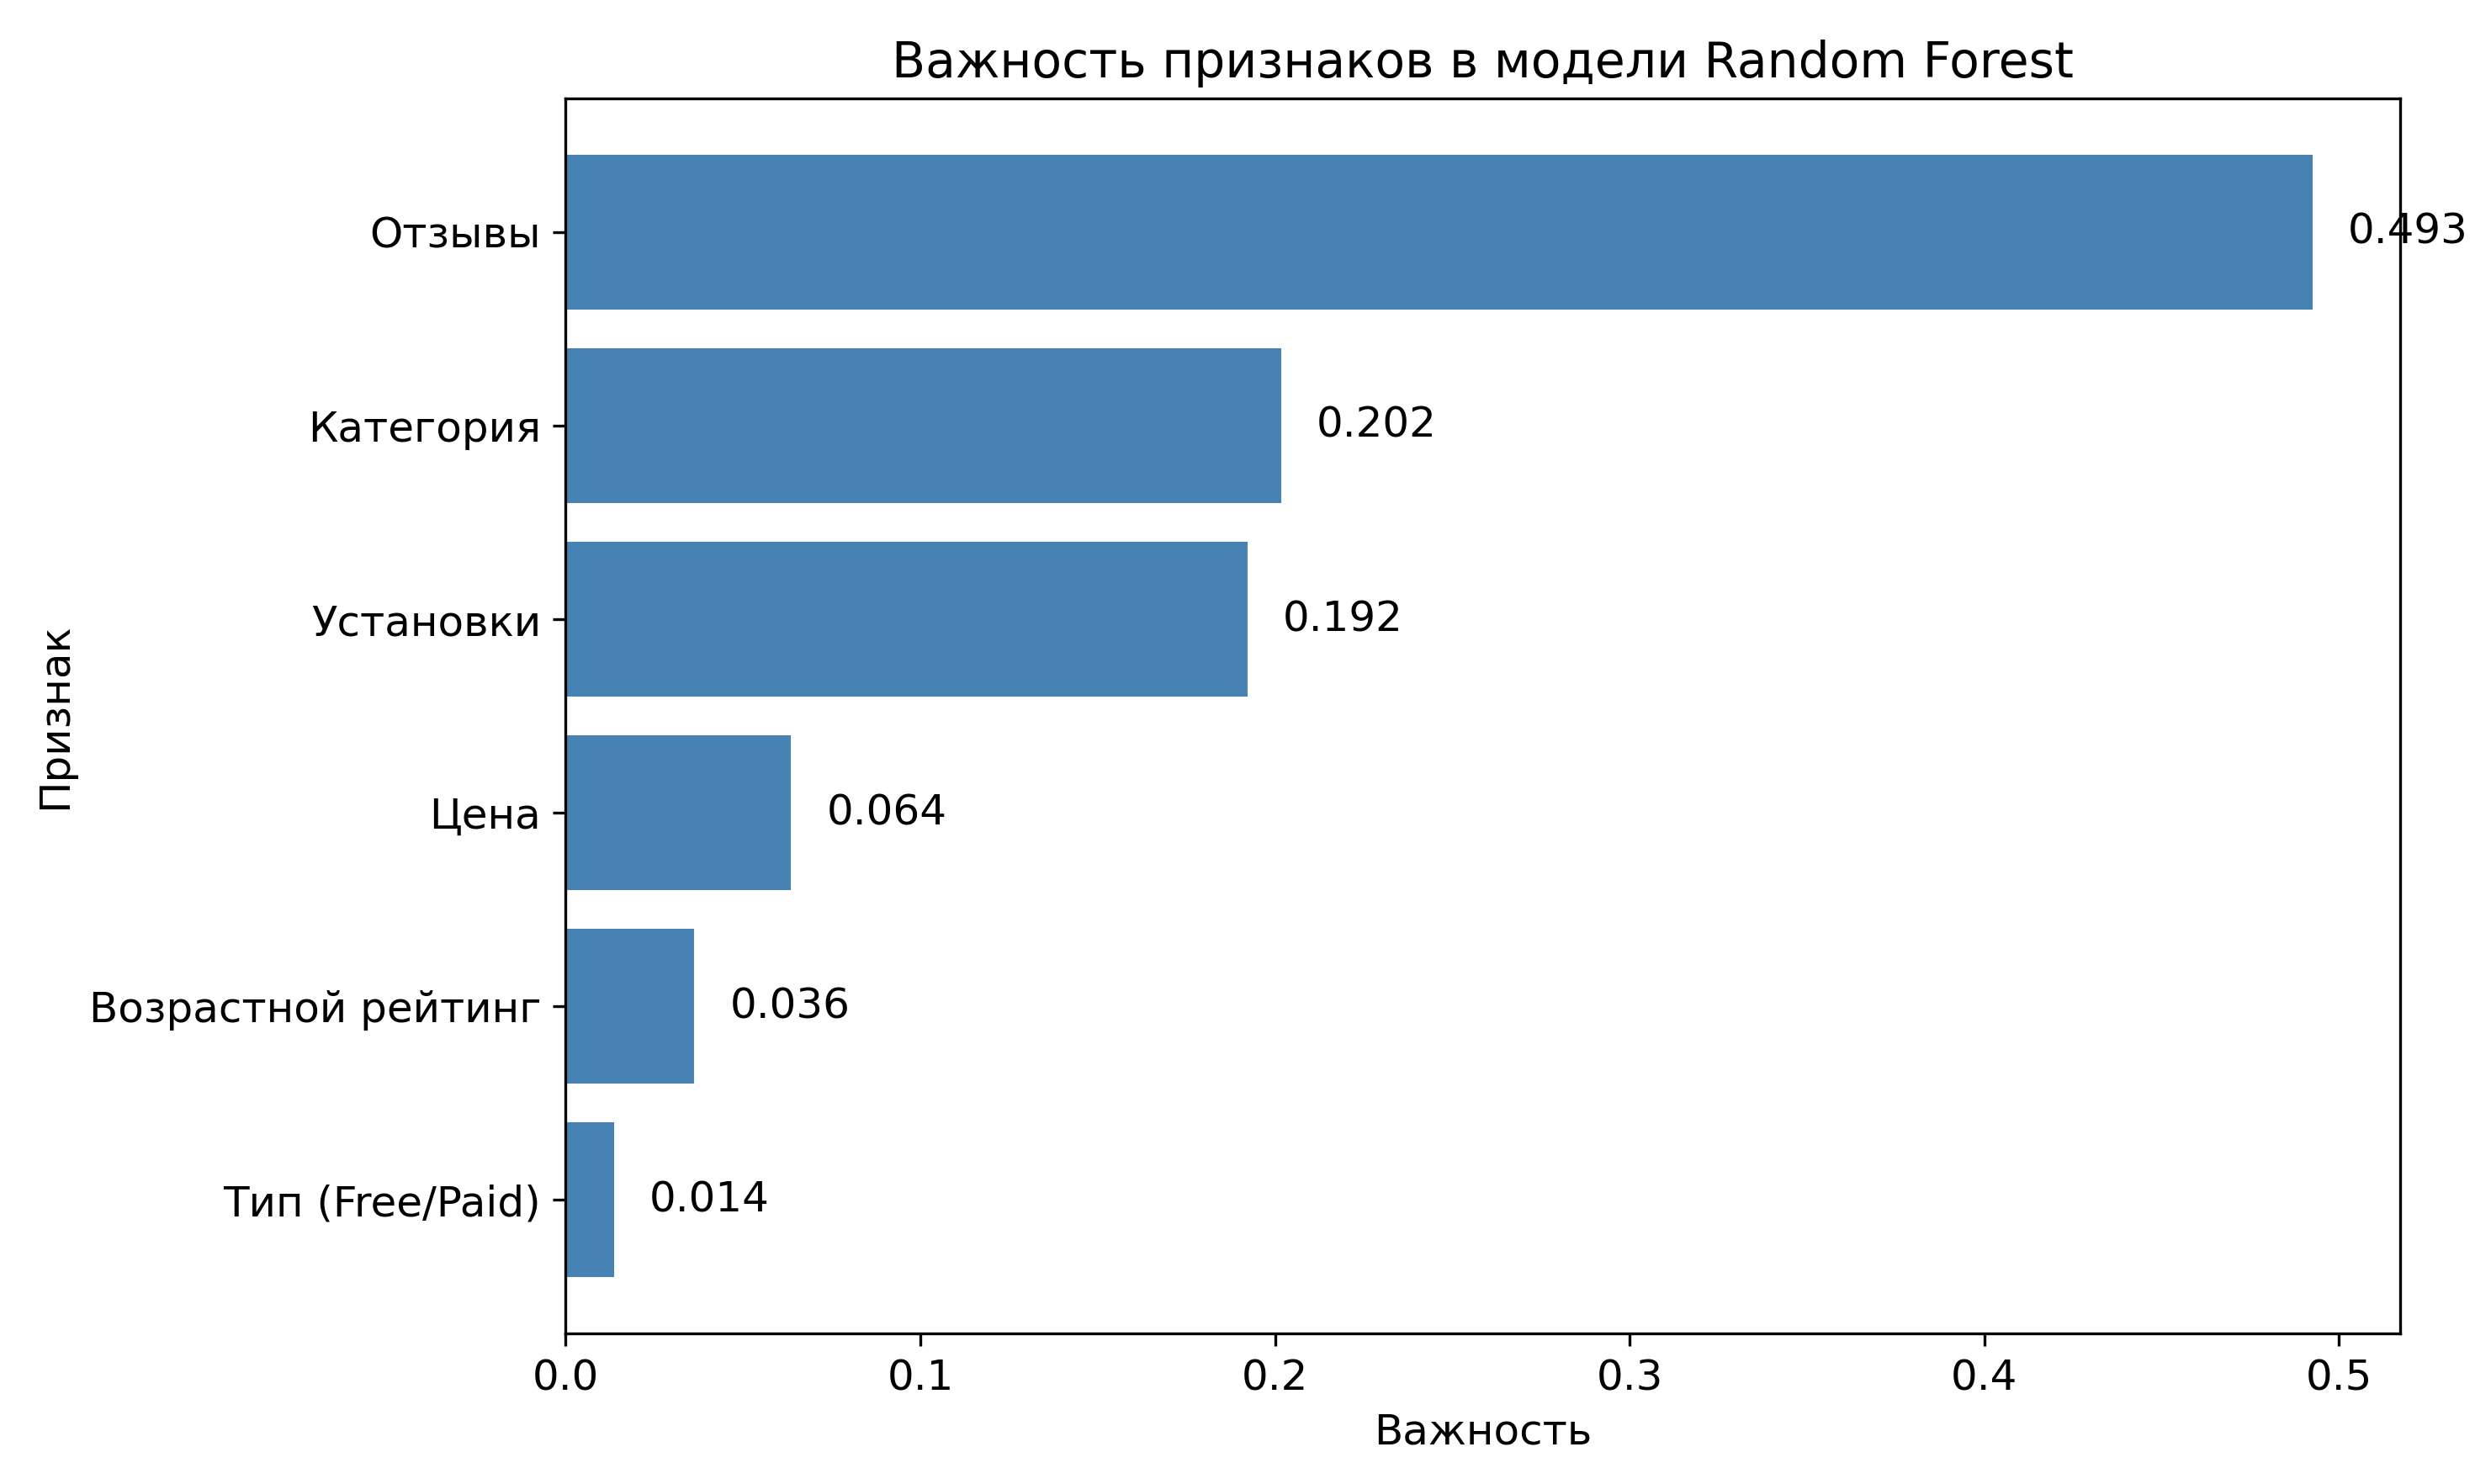 Важность признаков в модели Random Forest
Признак
Отзывы
0.493
Категория
0.202
Установки
0.192
Цена
0.064
Возрастной рейтинг
0.036
Тип (Free/Paid)
0.014
0.0 0.1 0.2 0.3 0.4 0.5
Важность